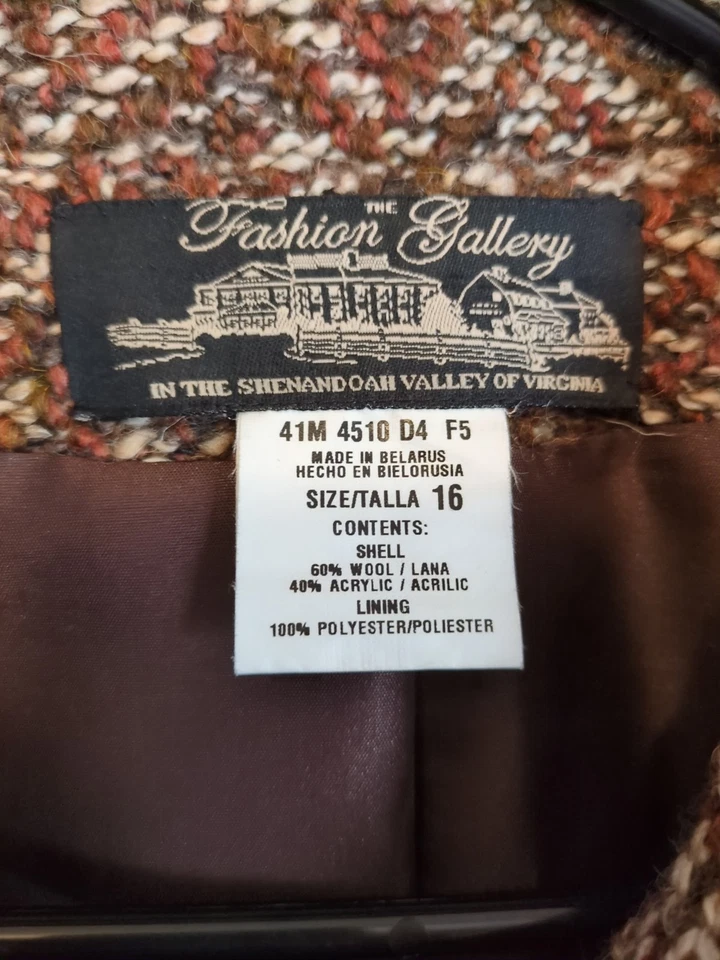 THE
Fashion Gallery
IN THE SHENANDOAH VALLEY OF VIRGINIA
41M 4510 D4 F5
MADE IN BELARUS
HECHO EN BIELORUSIA
SIZE/TALLA 16
CONTENTS:
SHELL
60% WOOL / LANA
40% ACRYLIC / ACRILIC
LINING
100% POLYESTER/POLIESTER